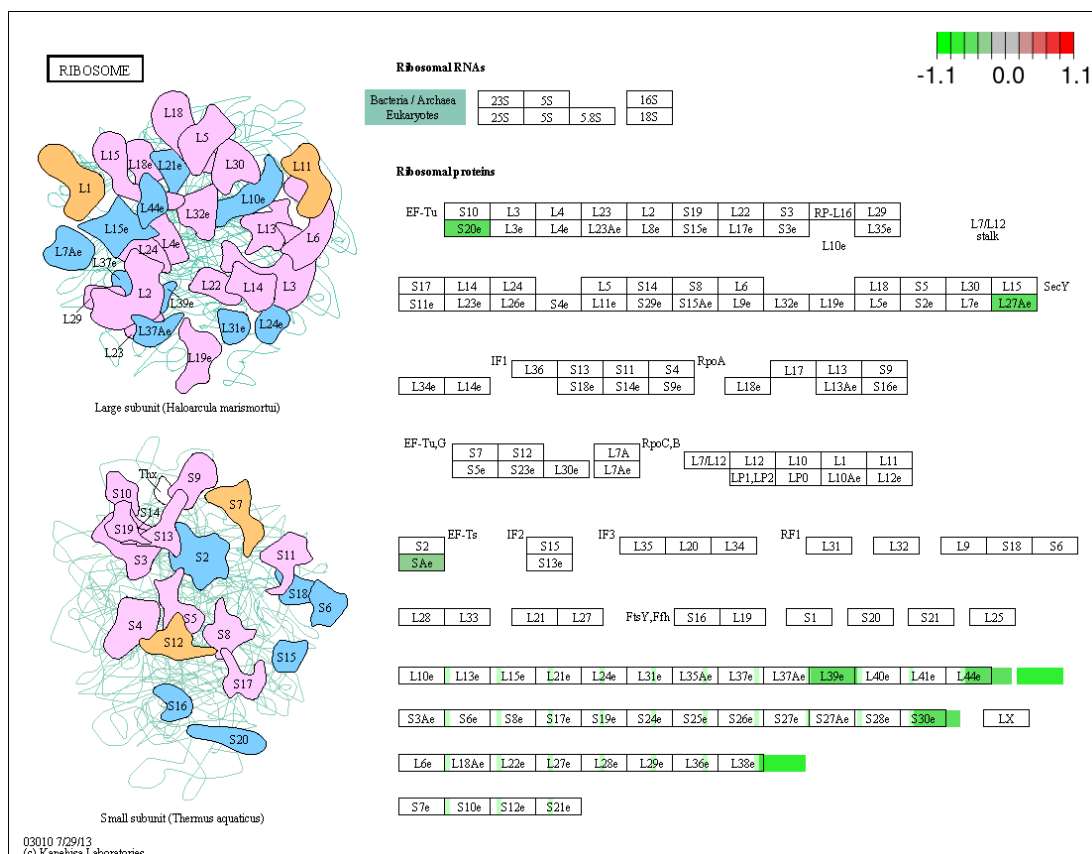 RIBOSOME
-1.1 0.0 1.1
Ribosomal RNAs
Bacteria / Archaea 23S 5S 16S
Eukaryotes 25S 5S 5.8S 18S
Ribosomal proteins
EF-Tu S10 L3 L4 L23 L2 S19 L22 S3 RP-L16 L29
S20e L3e L4e L23Ae L8e S15e L17e S3e L35e
L10e
L7/L12
stalk
S17 L14 L24 L5 S14 S8 L6 L18 S5 L30 L15 SecY
S11e L23e L26e S4e L11e S29e S15Ae L9e L32e L19e L5e S2e L7e L27Ae
IF1 L36 S13 S11 S4 RpoA L17 L13 S9
L34e L14e S18e S14e S9e L18e L13Ae S16e
EF-Tu,G S7 S12 L7A RpoC,B L7/L12 L12 L10 L1 L11
S5e S23e L30e L7Ae LP1,LP2 LP0 L10Ae L12e
S2 EF-Ts IF2 S15 IF3 L35 L20 L34 RF1 L31 L32 L9 S18 S6
SAe S13e
L28 L33 L21 L27 FtsY,Ffh S16 L19 S1 S20 S21 L25
L10e L13e L15e L21e L24e L31e L35Ae L37e L37Ae L39e L40e L41e L44e
S3Ae S6e S8e S17e S19e S24e S25e S26e S27e S27Ae S28e S30e LX
L6e L18Ae L22e L27e L28e L29e L36e L38e
S7e S10e S12e S21e
L18
L5
L15
L18e
L21e
L30
L11
L1
L44e
L32e
L10e
L15e
L13
L6
L7Ae
L24
L4e
L37e
L2
L22
L14
L3
L39e
L29
L37Ae
L31e
L24e
L23
L19e
Large subunit (Haloarcula marismortui)
Thx
S9
S10
S14
S7
S19
S13
S3
S2
S11
S18
S6
S4
S5
S8
S12
S15
S17
S16
S20
Small subunit (Thermus aquaticus)
03010 7/29/13
(c) Kanehisa Laboratories